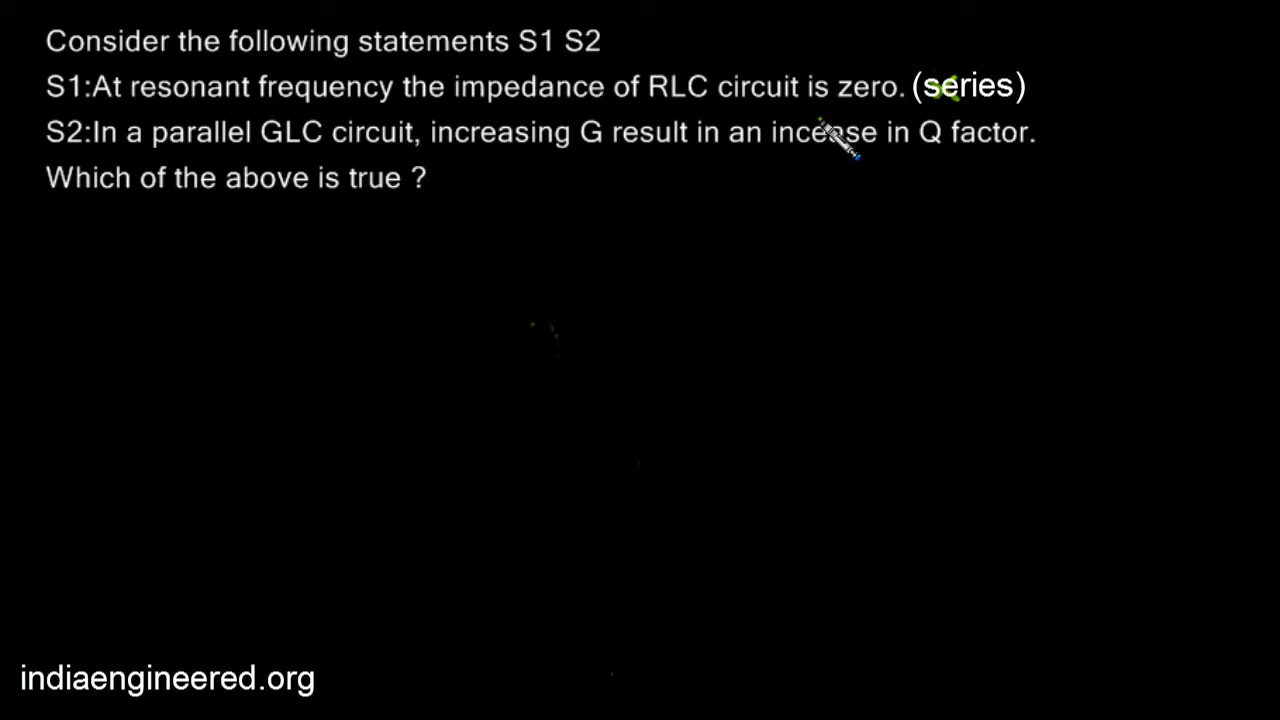 Consider the following statements S1 S2
S1:At resonant frequency the impedance of RLC circuit is zero. (series)
S2:In a parallel GLC circuit, increasing G result in an incease in Q factor.
Which of the above is true ?
indiaengineered.org